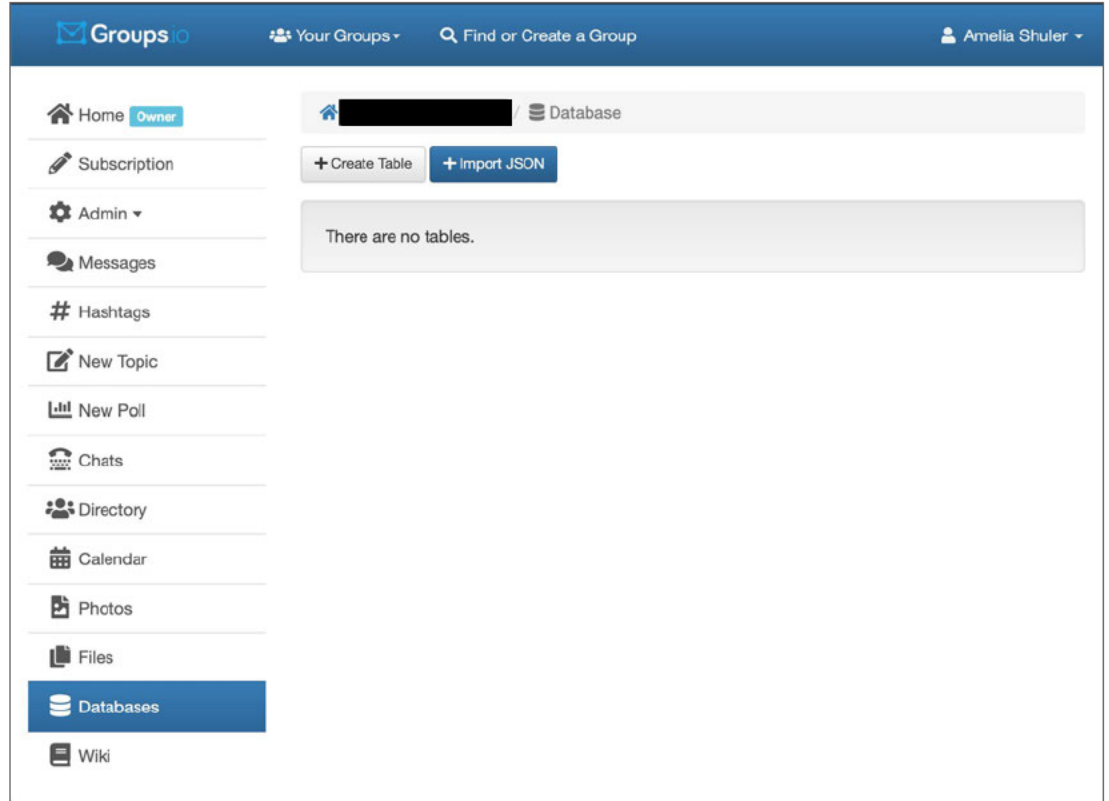 Groups.io Your Groups Find or Create a Group Amelia Shuler
Home Owner
/ Database
Subscription
+ Create Table + Import JSON
Admin
There are no tables.
Messages
# Hashtags
New Topic
New Poll
Chats
Directory
Calendar
Photos
Files
Databases
Wiki